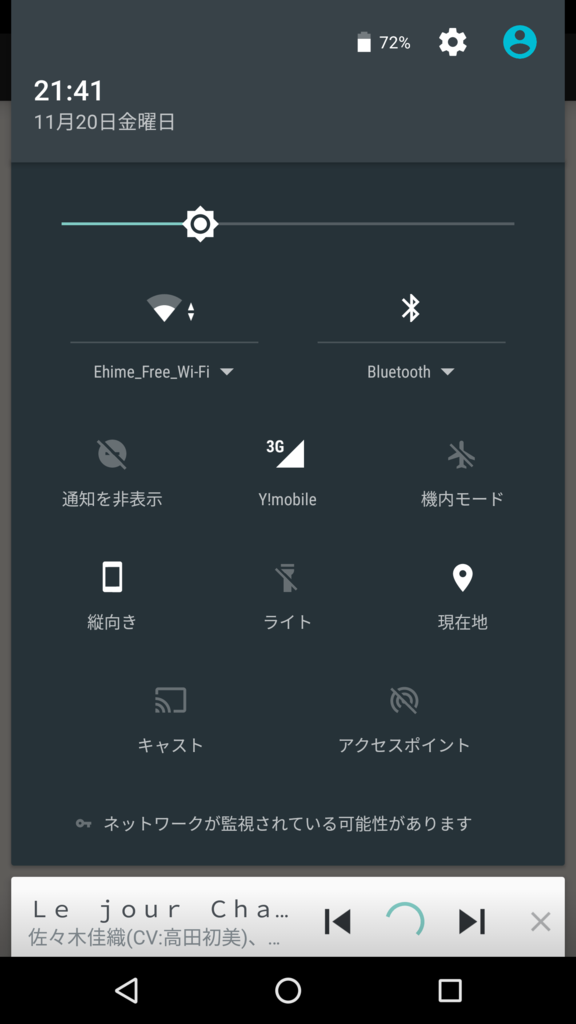 72%
21:41
11月20日金曜日
Ehime_Free_Wi-Fi
Bluetooth
3G
通知を非表示
Y!mobile
機内モード
縦向き
ライト
現在地
キャスト
アクセスポイント
ネットワークが監視されている可能性があります
Ｌｅ ｊｏｕｒ Ｃｈａ…
佐々木佳織(CV:高田初美)、…